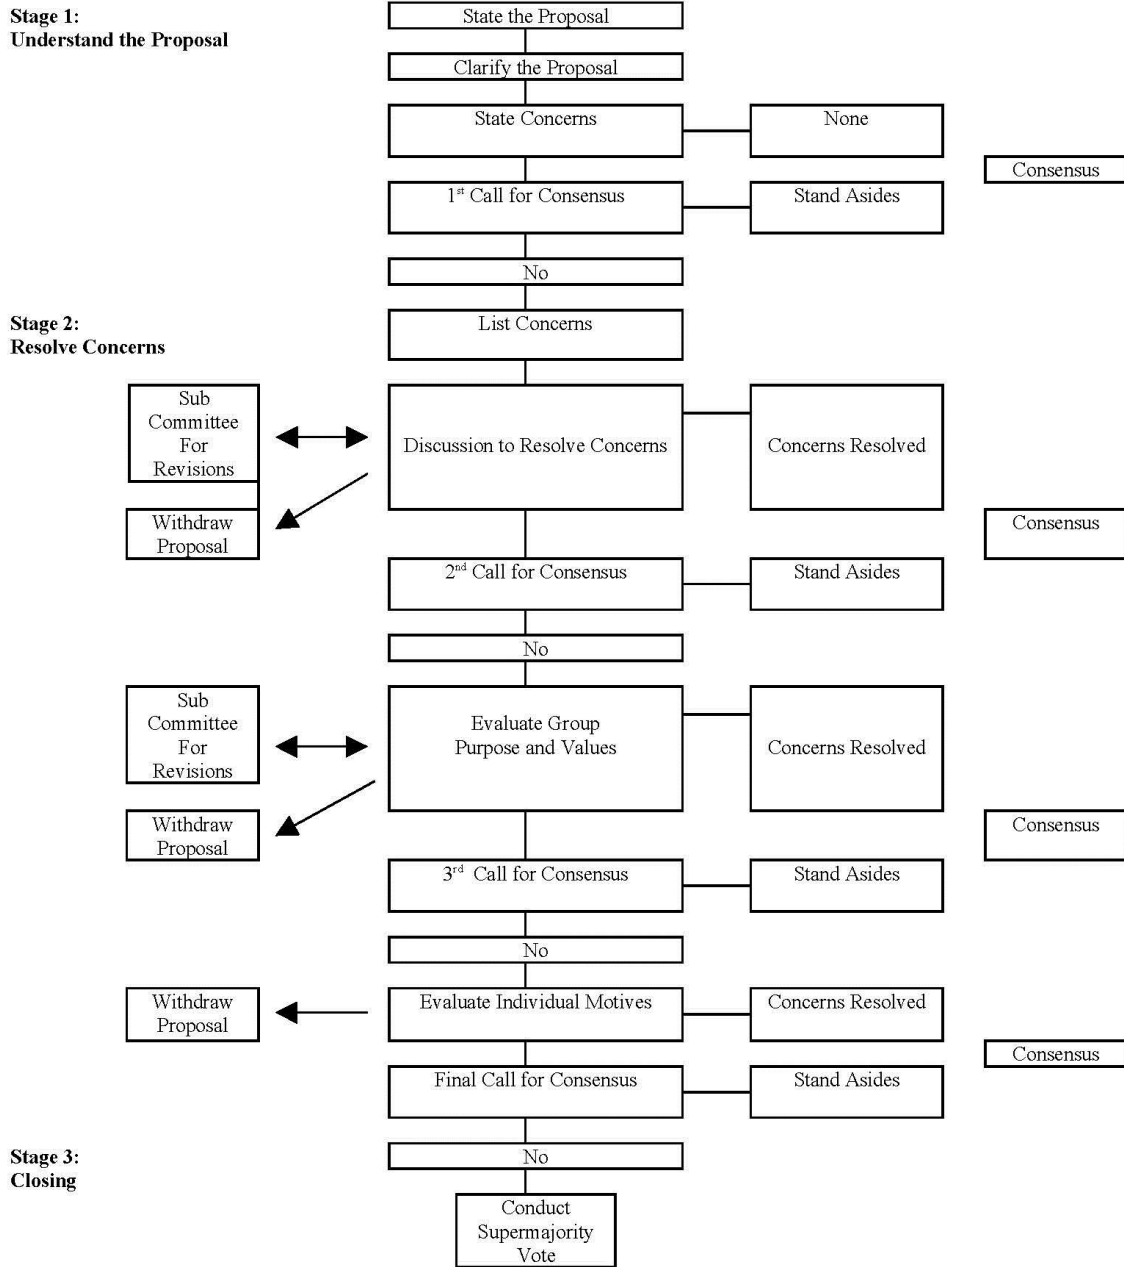 Stage 1:
Understand the Proposal
State the Proposal
Clarify the Proposal
State Concerns
None
Consensus
1st Call for Consensus
Stand Asides
No
Stage 2:
Resolve Concerns
List Concerns
Sub
Committee
For
Revisions
Discussion to Resolve Concerns
Concerns Resolved
Withdraw
Proposal
Consensus
2nd Call for Consensus
Stand Asides
No
Sub
Committee
For
Revisions
Evaluate Group
Purpose and Values
Concerns Resolved
Withdraw
Proposal
Consensus
3rd Call for Consensus
Stand Asides
No
Withdraw
Proposal
Evaluate Individual Motives
Concerns Resolved
Consensus
Final Call for Consensus
Stand Asides
Stage 3:
Closing
No
Conduct
Supermajority
Vote